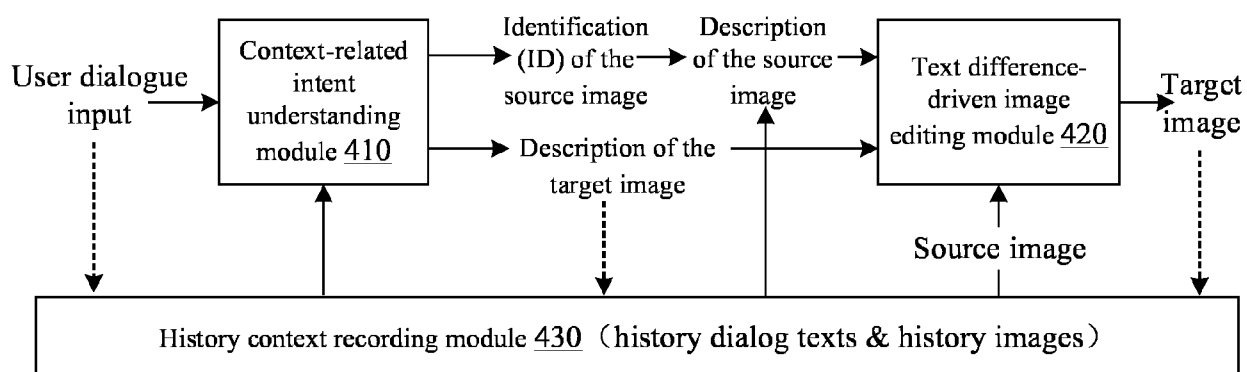 User dialogue
input
Context-related
intent
understanding
module 410
Identification
(ID) of the
source image
Description
of the source
image
Description of the
target image
Text difference-
driven image
editing module 420
Target
image
Source image
History context recording module 430（history dialog texts & history images）